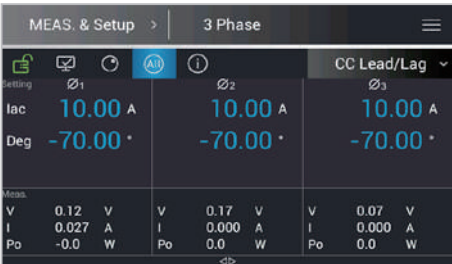 MEAS. & Setup > 3 Phase
All CC Lead/Lag
Setting Ø1 Ø2 Ø3
Iac 10.00 A 10.00 A 10.00 A
Deg -70.00 ° -70.00 ° -70.00 °
Meas.
V 0.12 V V 0.17 V V 0.07 V
I 0.027 A I 0.000 A I 0.000 A
Po -0.0 W Po 0.0 W Po 0.0 W